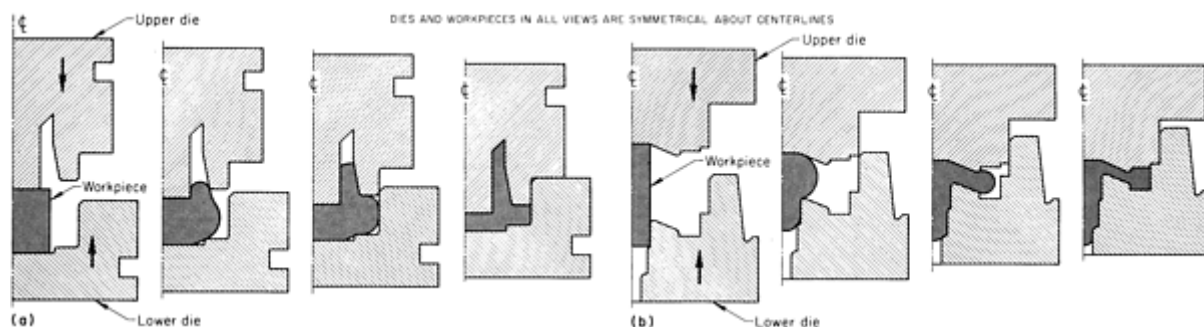 DIES AND WORKPIECES IN ALL VIEWS ARE SYMMETRICAL ABOUT CENTERLINES
℄
Upper die
Workpiece
Lower die
(a)
℄
℄
℄
℄
Upper die
Workpiece
Lower die
(b)
℄
℄
℄